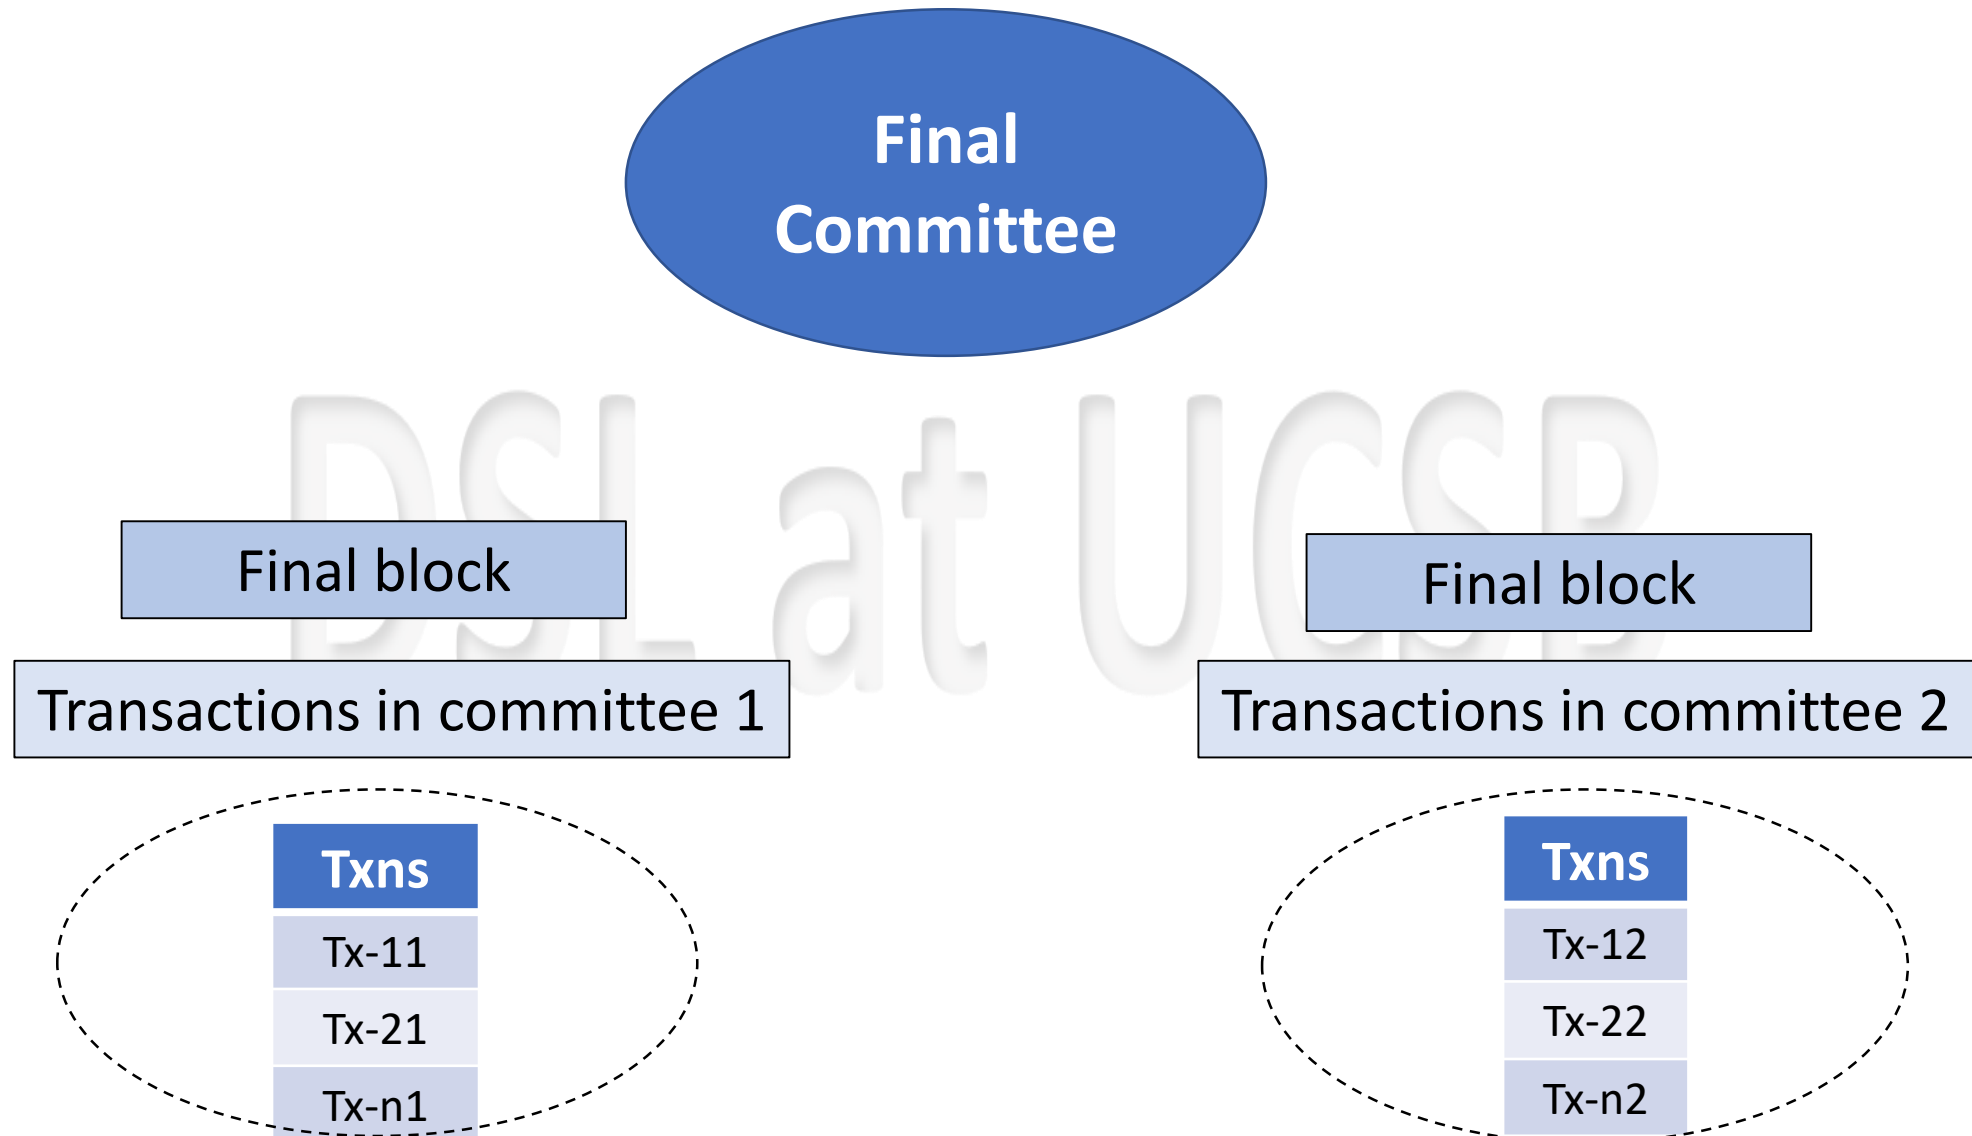 Final
Committee
DSL at UCSB
Final block
Final block
Transactions in committee 1
Transactions in committee 2
Txns
Tx-11
Tx-21
Tx-n1
Txns
Tx-12
Tx-22
Tx-n2